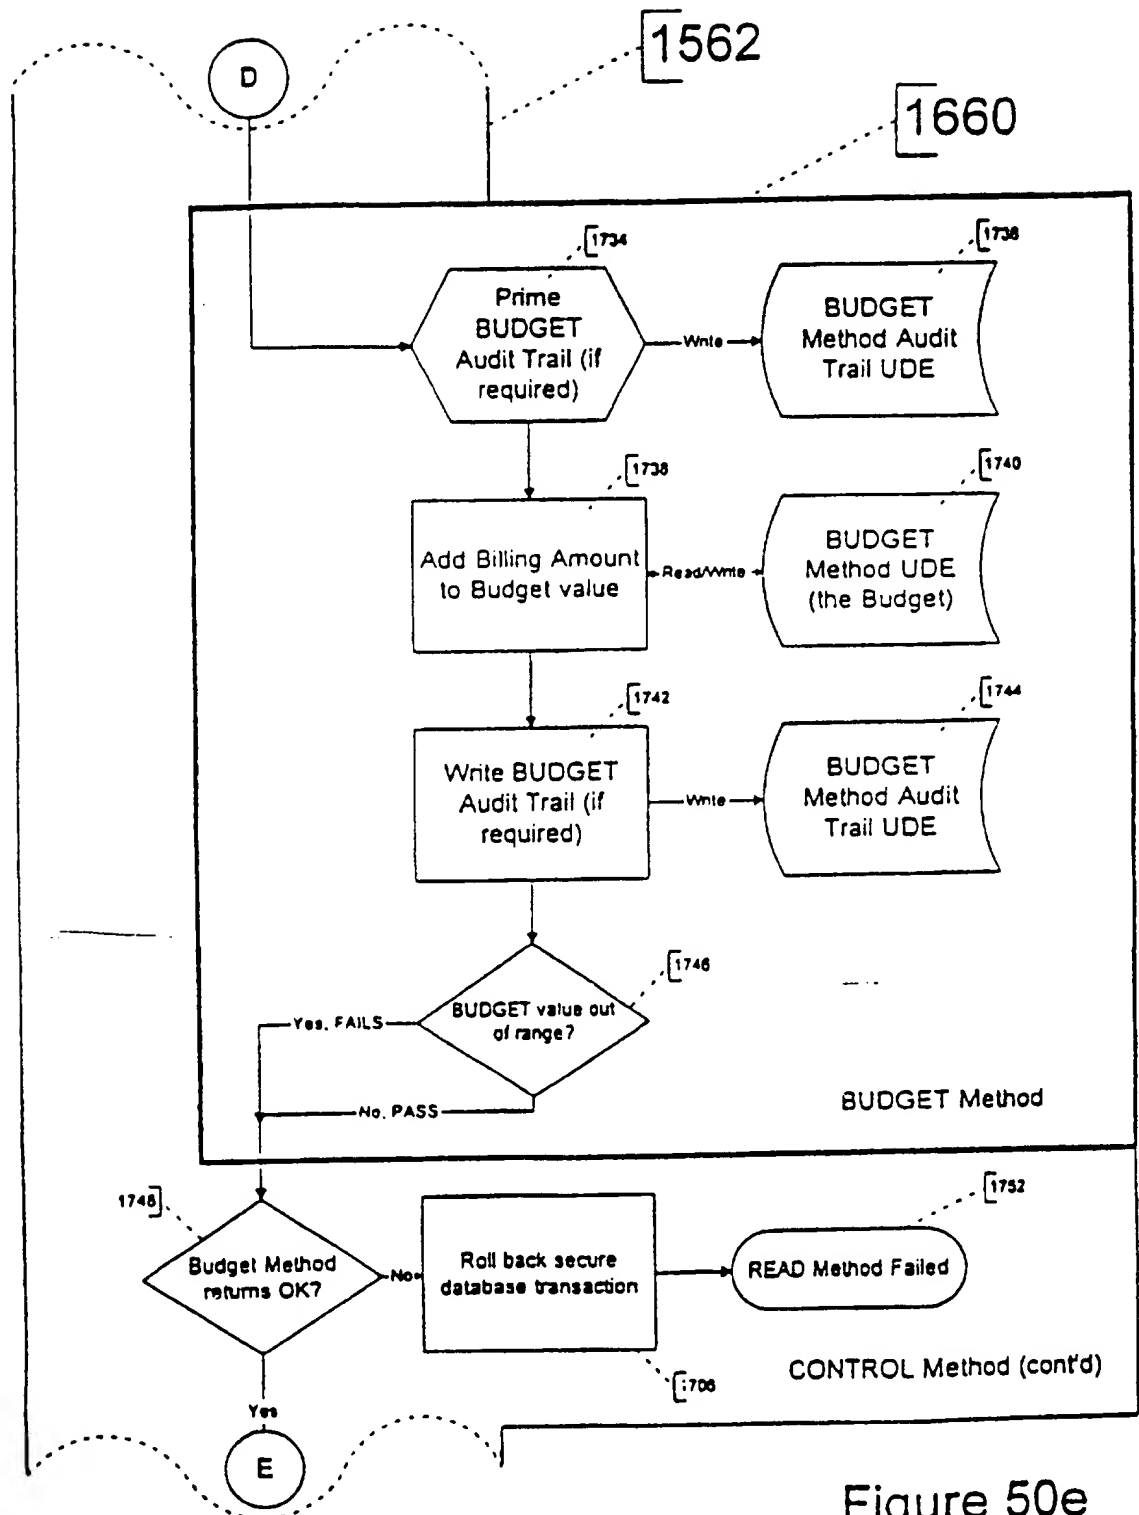 1562
D
1660
1734
1736
Prime
BUDGET
Audit Trail (if
required)
Write
BUDGET
Method Audit
Trail UDE
1738
1740
Add Billing Amount
to Budget value
Read/Write
BUDGET
Method UDE
(the Budget)
1742
1744
Write BUDGET
Audit Trail (if
required)
Write
BUDGET
Method Audit
Trail UDE
1746
BUDGET value out
of range?
Yes, FAILS
No, PASS
BUDGET Method
1748
1752
Budget Method
returns OK?
No
Roll back secure
database transaction
READ Method Failed
1706
CONTROL Method (cont'd)
Yes
E
Figure 50e